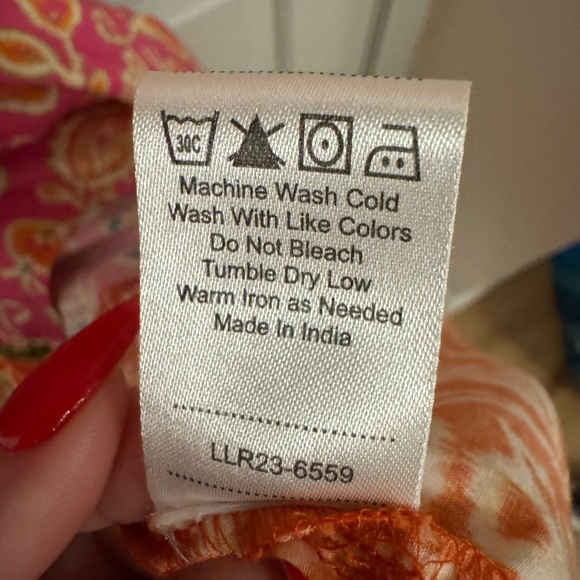 30C
Machine Wash Cold
Wash With Like Colors
Do Not Bleach
Tumble Dry Low
Warm Iron as Needed
Made In India
LLR23-6559